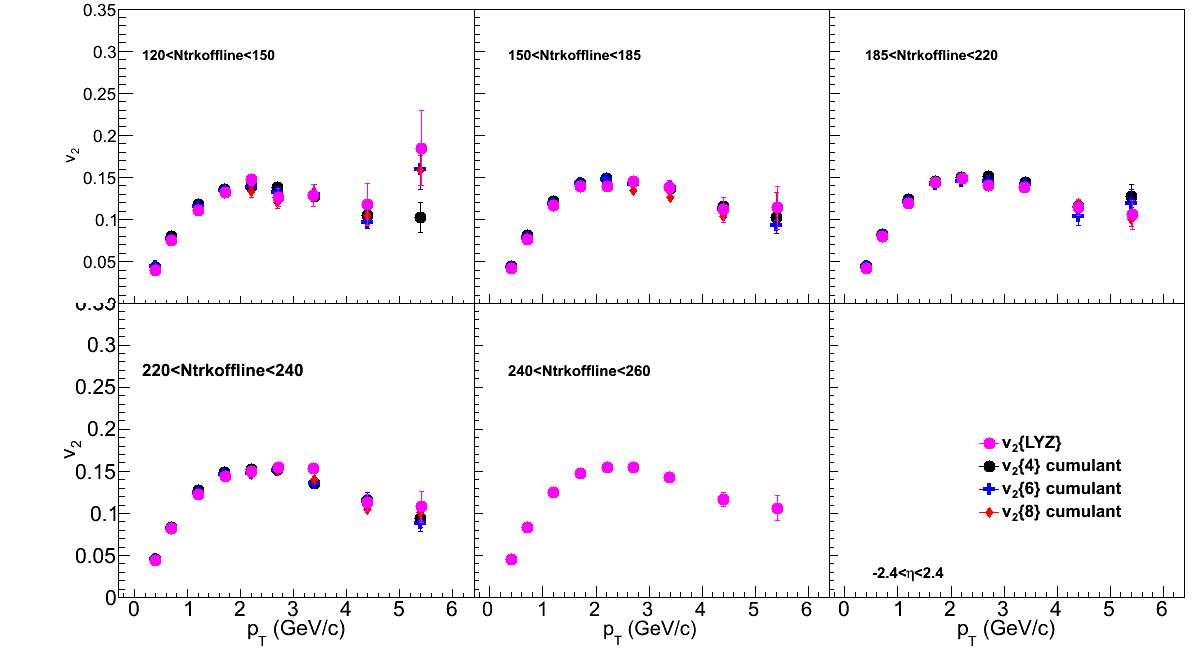 0.35
0.3
0.25
0.2
0.15
0.1
0.05
v2
120<Ntrkoffline<150
150<Ntrkoffline<185
185<Ntrkoffline<220
0.3
0.25
0.2
0.15
0.1
0.05
0
v2
220<Ntrkoffline<240
240<Ntrkoffline<260
v2{LYZ}
v2{4} cumulant
v2{6} cumulant
v2{8} cumulant
-2.4<η<2.4
0 1 2 3 4 5 6
0 1 2 3 4 5 6
0 1 2 3 4 5 6
pT (GeV/c)
pT (GeV/c)
pT (GeV/c)